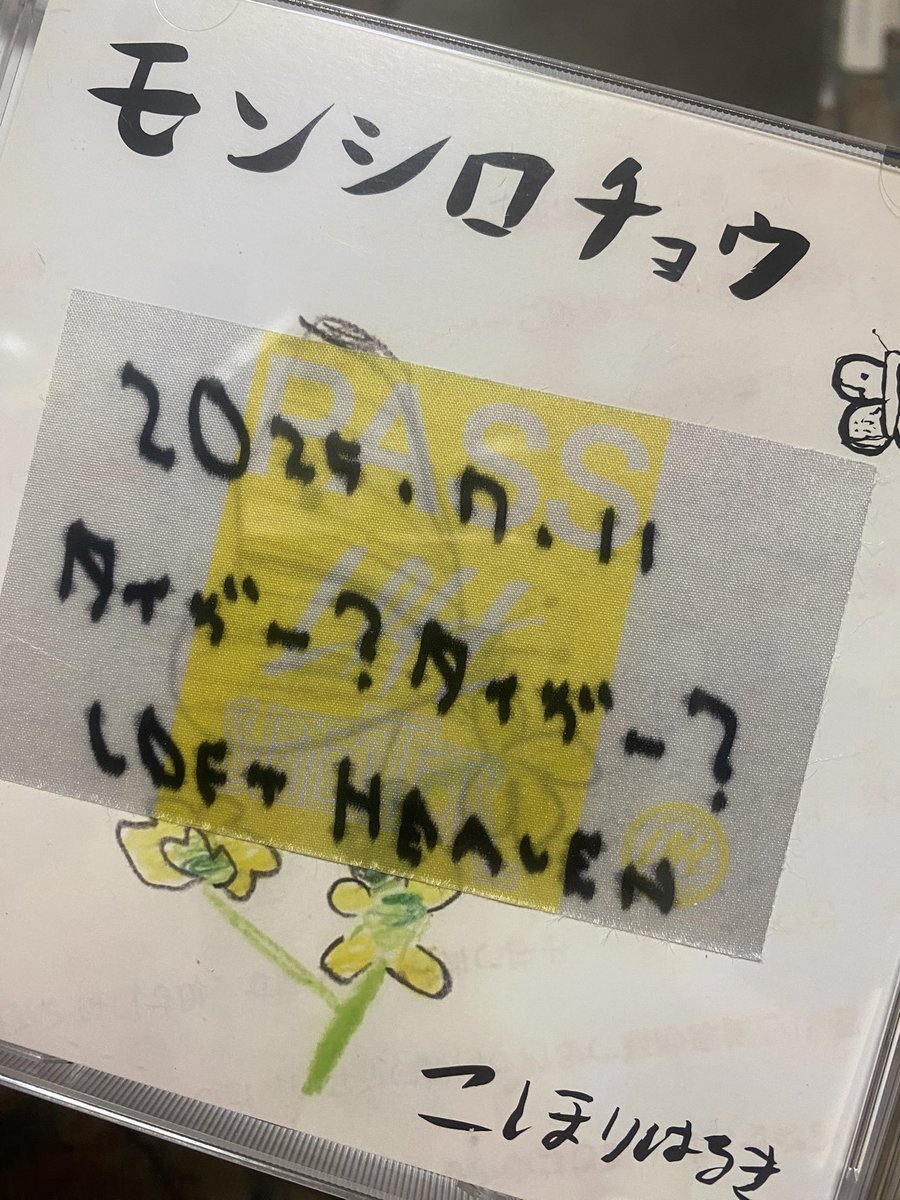 モンシロチョウ
PASS
2025.7.11
タイガー?タイガー?
LOFT HEAVEN
こほりはるき